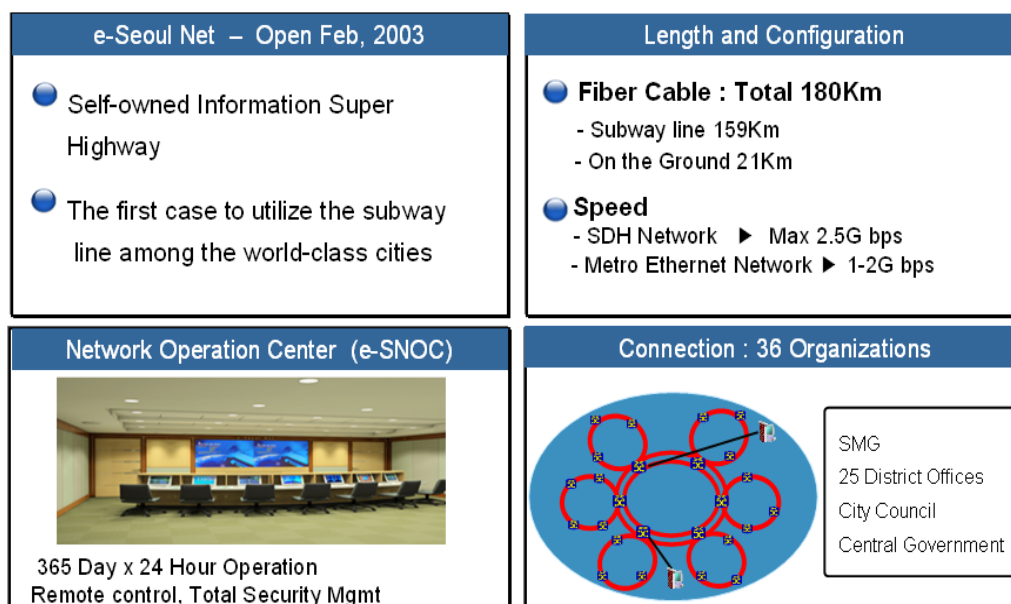 e-Seoul Net – Open Feb, 2003
Self-owned Information Super
Highway
The first case to utilize the subway
line among the world-class cities
Length and Configuration
Fiber Cable : Total 180Km
- Subway line 159Km
- On the Ground 21Km
Speed
- SDH Network ▶ Max 2.5G bps
- Metro Ethernet Network ▶ 1-2G bps
Network Operation Center (e-SNOC)
365 Day x 24 Hour Operation
Remote control, Total Security Mgmt
Connection : 36 Organizations
SMG
25 District Offices
City Council
Central Government